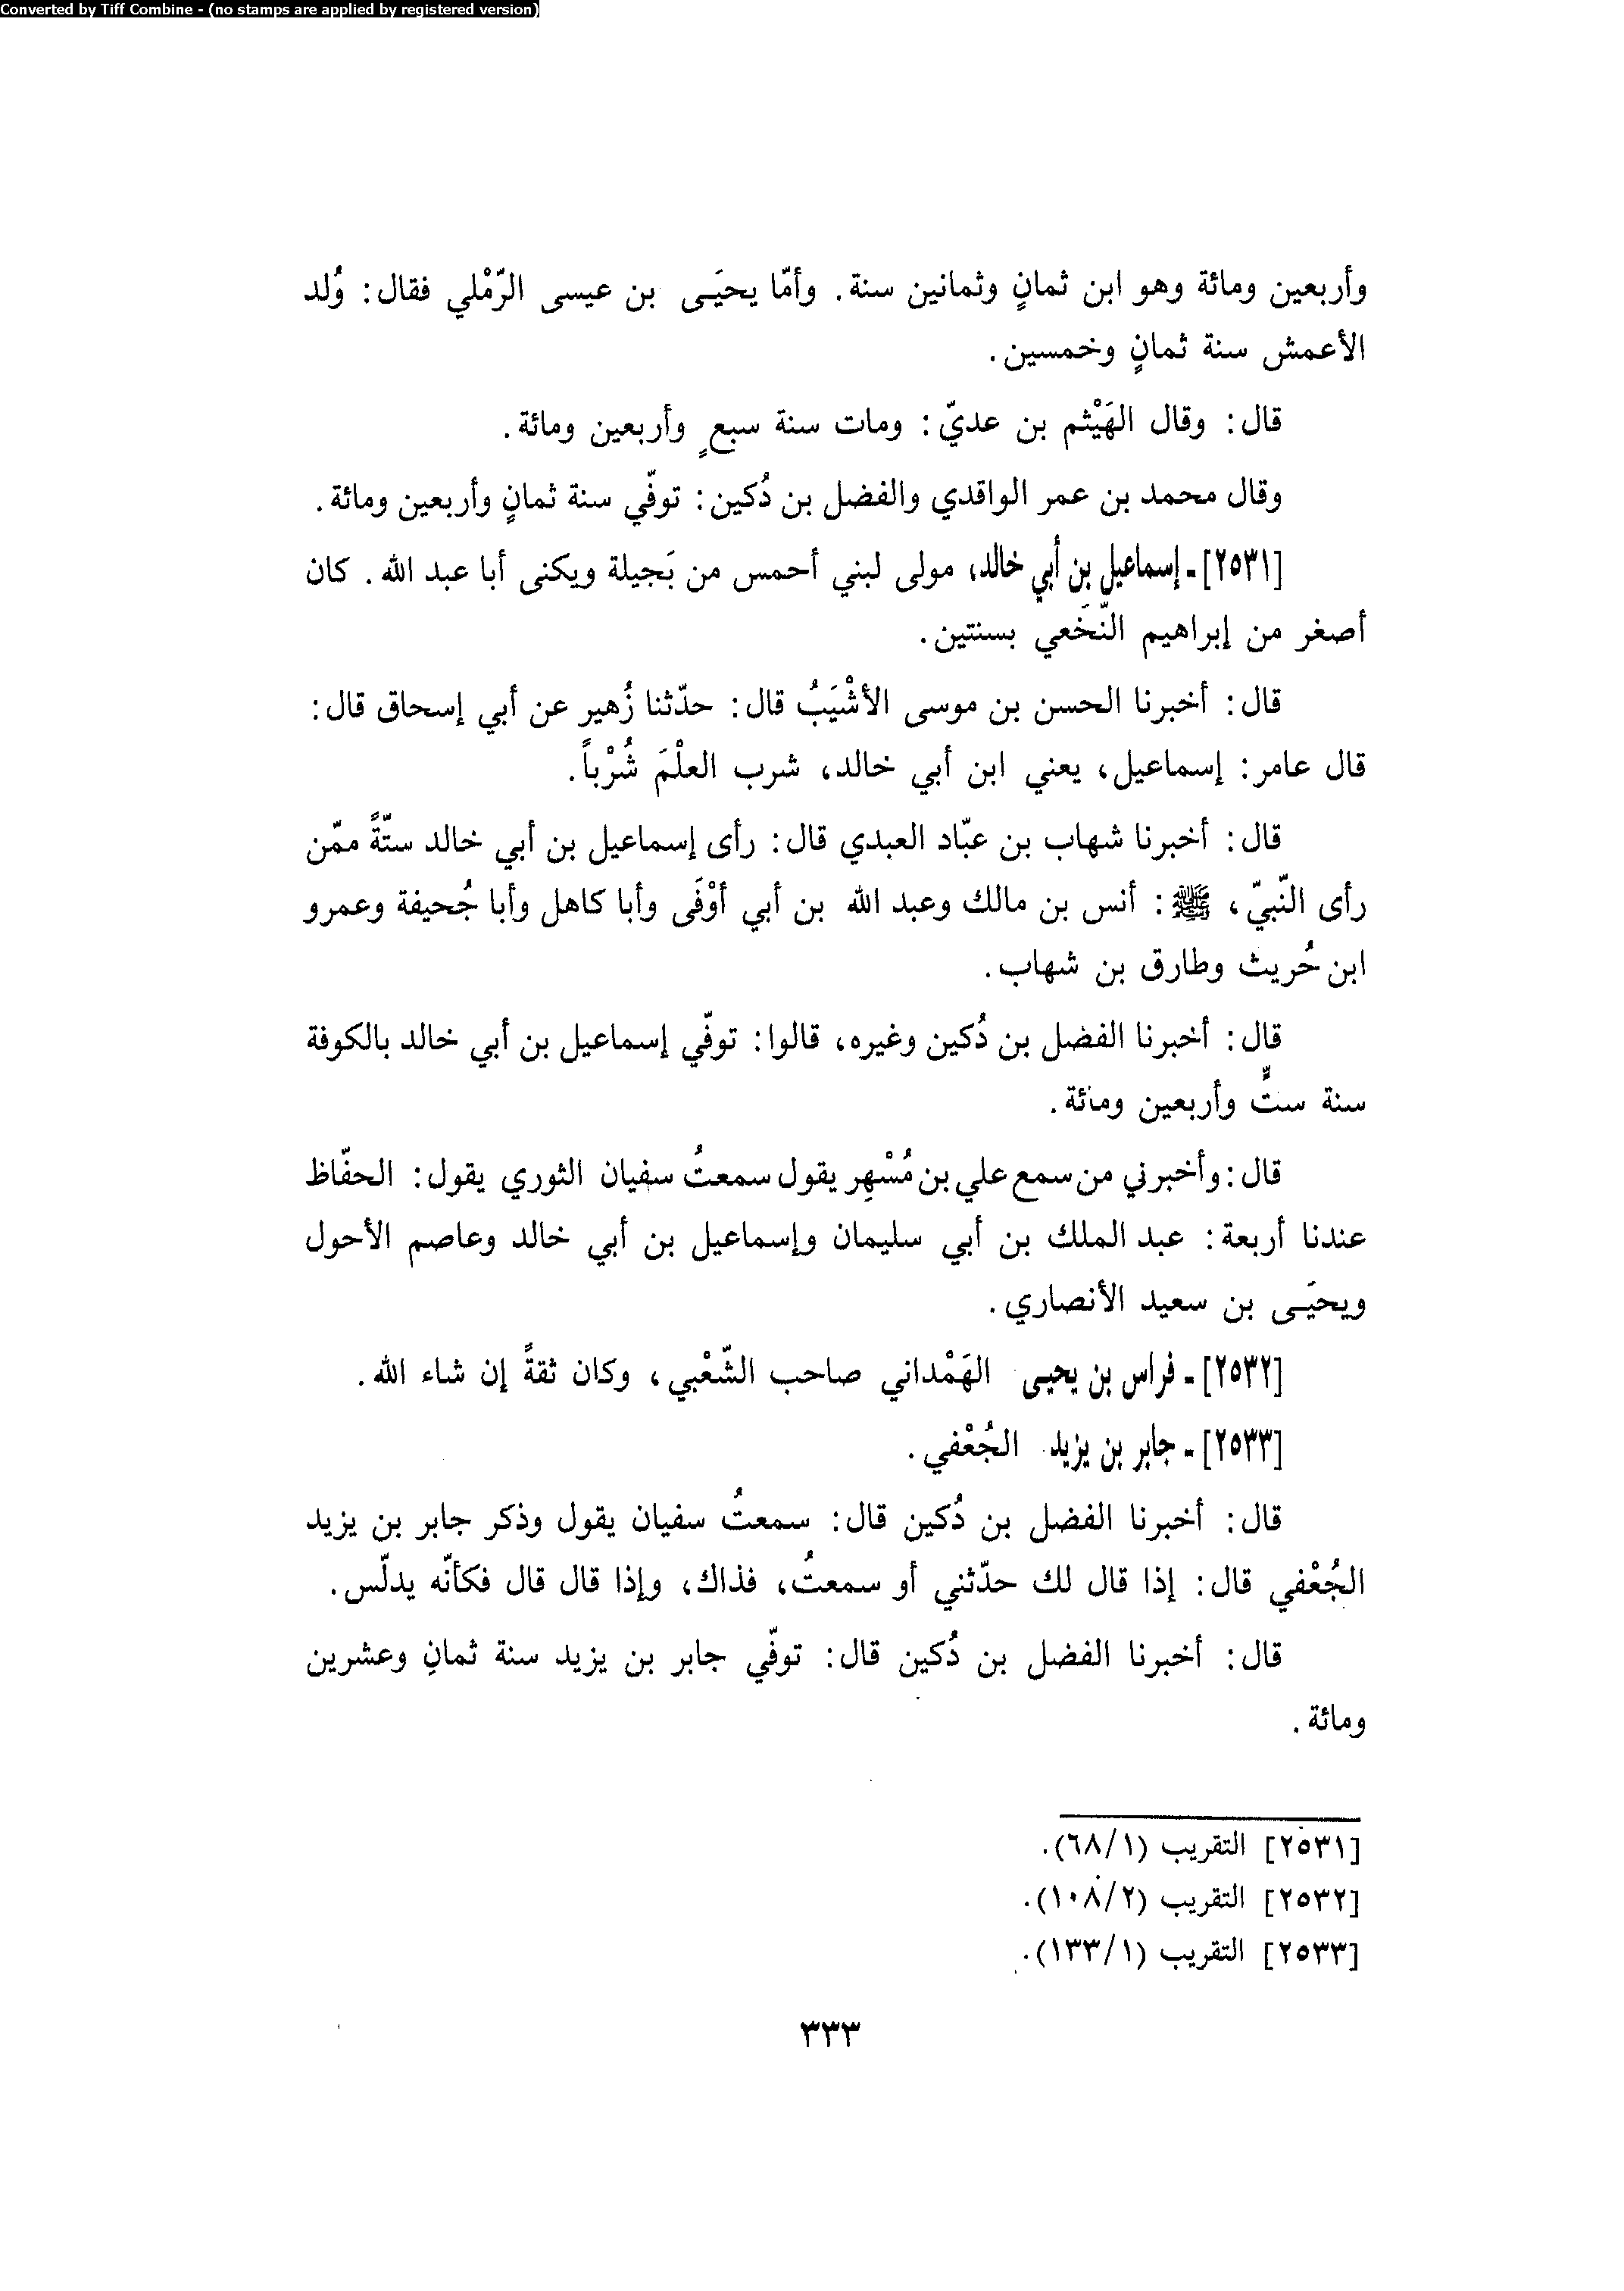 Converted by Tiff Combine - (no stamps are applied by registered version)
وأربعين ومائة وهو ابن ثمانٍ وثمانين سنة. وأمّا يحيَـى بن عيسى الرّمْلي فقال: وُلد
الأعمش سنة ثمانٍ وخمسين.
قال: وقال الهَيْثم بن عديّ: ومات سنة سبعٍ وأربعين ومائة.
وقال محمد بن عمر الواقدي والفضل بن دُكين: توفّي سنة ثمانٍ وأربعين ومائة.
[٢٥٣١] ـ إسماعيل بن أبي خالد، مولى لبني أحمس من بَجيلة ويكنى أبا عبد الله. كان
أصغر من إبراهيم النّخَعي بسنتين.
قال: أخبرنا الحسن بن موسى الأشْيَبُ قال: حدّثنا زُهير عن أبي إسحاق قال:
قال عامر: إسماعيل، يعني ابن أبي خالد، شرب العلْمَ شُرْباً.
قال: أخبرنا شهاب بن عبّاد العبدي قال: رأى إسماعيل بن أبي خالد ستّةً ممّن
رأى النّبيّ، ﷺ: أنس بن مالك وعبد الله بن أبي أوْفَى وأبا كاهل وأبا جُحيفة وعمرو
ابن حُريث وطارق بن شهاب.
قال: أخبرنا الفضل بن دُكين وغيره، قالوا: توفّي إسماعيل بن أبي خالد بالكوفة
سنة ستٍّ وأربعين ومائة.
قال: وأخبرني من سمع علي بن مُسْهِر يقول سمعتُ سفيان الثوري يقول: الحفّاظ
عندنا أربعة: عبد الملك بن أبي سليمان وإسماعيل بن أبي خالد وعاصم الأحول
ويحيَـى بن سعيد الأنصاري.
[٢٥٣٢] ـ فراس بن يحيـى الهَمْداني صاحب الشّعْبي، وكان ثقةً إن شاء الله.
[٢٥٣٣] ـ جابر بن يزيد الجُعْفي.
قال: أخبرنا الفضل بن دُكين قال: سمعتُ سفيان يقول وذكر جابر بن يزيد
الجُعْفي قال: إذا قال لك حدّثني أو سمعتُ، فذاك، وإذا قال قال فكأنّه يدلّس.
قال: أخبرنا الفضل بن دُكين قال: توفّي جابر بن يزيد سنة ثمانِ وعشرين
ومائة.
[٢٥٣١] التقريب (٦٨/١).
[٢٥٣٢] التقريب (١٠٨/٢).
[٢٥٣٣] التقريب (١٣٣/١).
٣٣٣